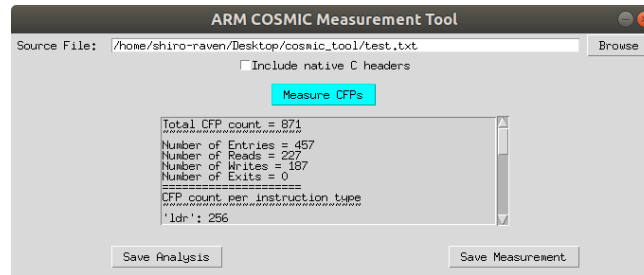 ARM COSMIC Measurement Tool
Source File: /home/shiro-raven/Desktop/cosmic_tool/test.txt Browse
Include native C headers
Measure CFPs
Total CFP count = 871
~~~~~~~~~~~~~~~~~~~~~
Number of Entries = 457
Number of Reads = 227
Number of Writes = 187
Number of Exits = 0
=====================
CFP count per instruction type
~~~~~~~~~~~~~~~~~~~~~~~~~~~~~~
'ldr': 256
Save Analysis Save Measurement